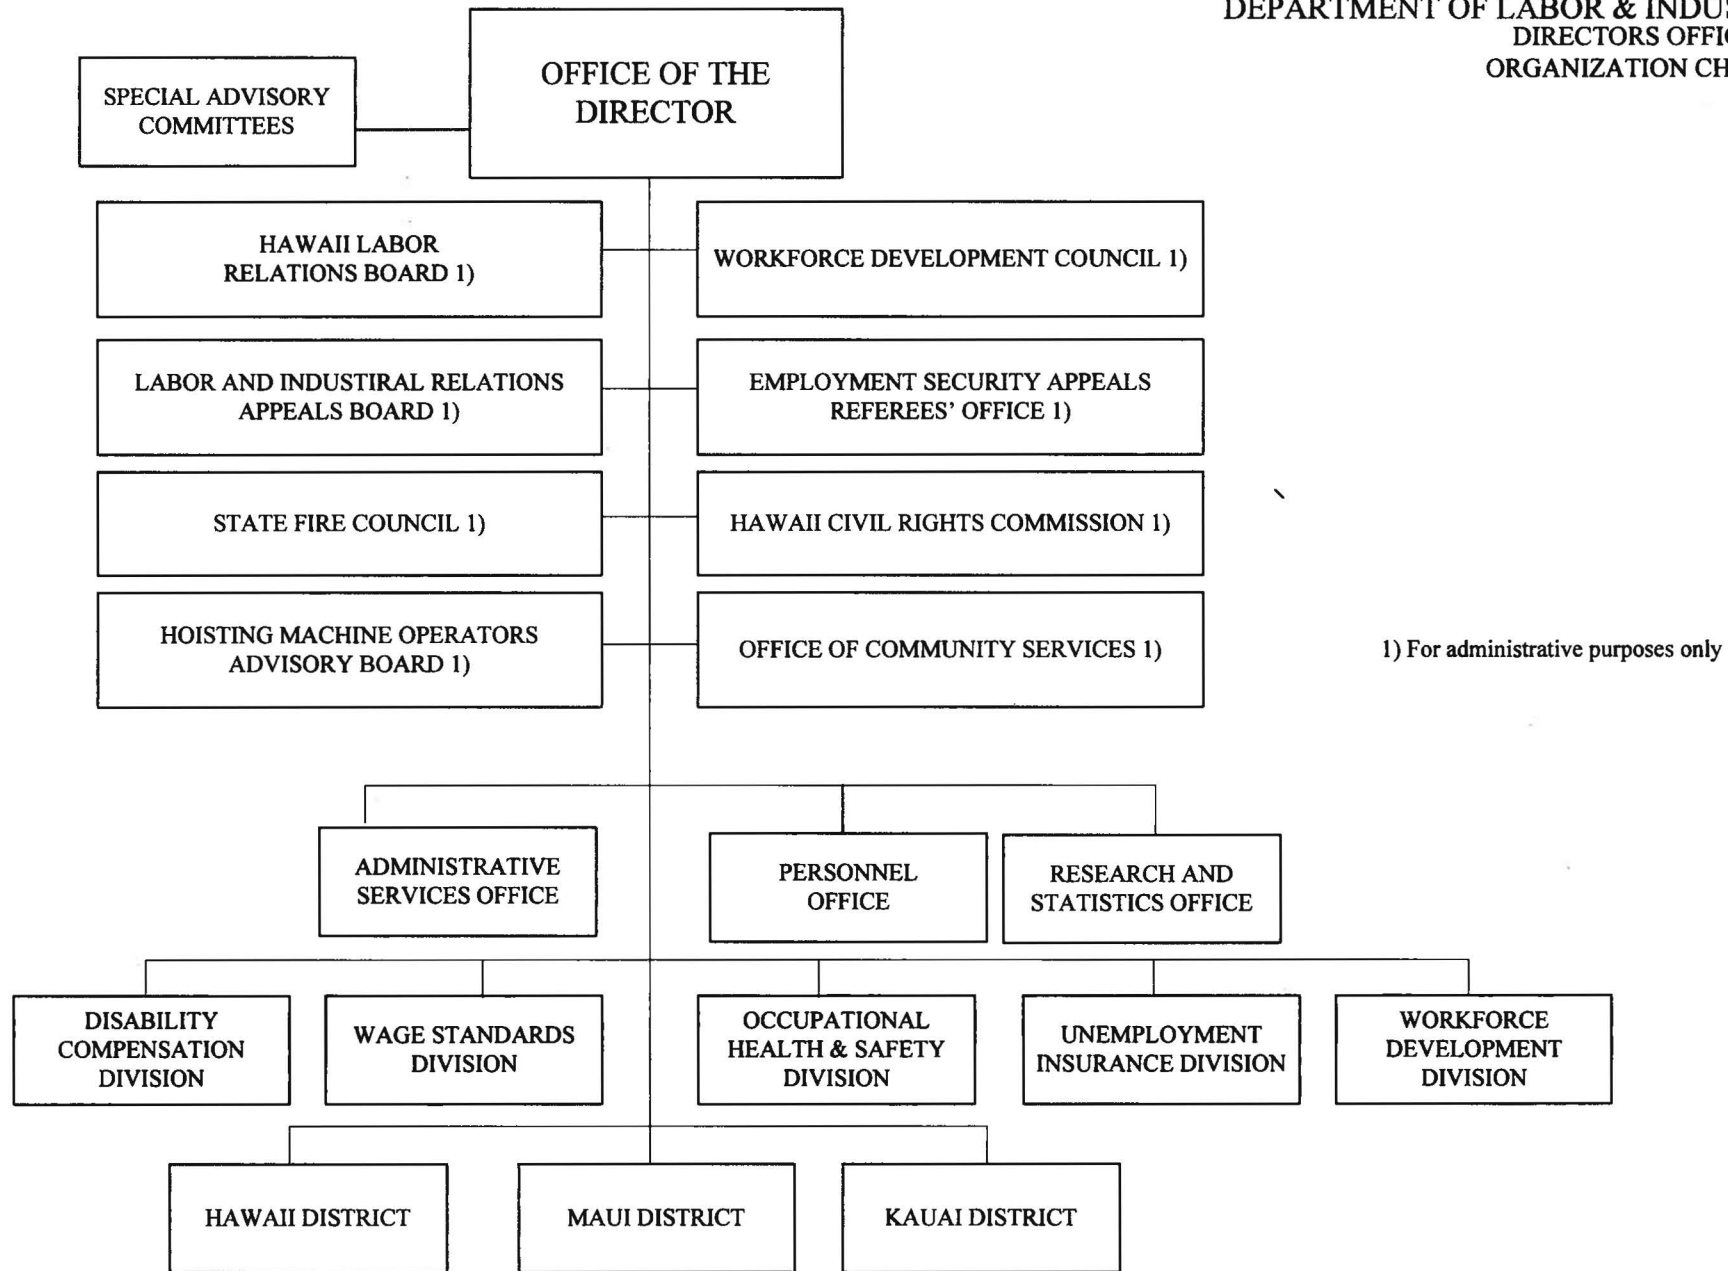 DEPARTMENT OF LABOR & INDUS
DIRECTORS OFFIC
ORGANIZATION CH
OFFICE OF THE
DIRECTOR
SPECIAL ADVISORY
COMMITTEES
HAWAII LABOR
RELATIONS BOARD 1)
WORKFORCE DEVELOPMENT COUNCIL 1)
LABOR AND INDUSTIRAL RELATIONS
APPEALS BOARD 1)
EMPLOYMENT SECURITY APPEALS
REFEREES’ OFFICE 1)
STATE FIRE COUNCIL 1)
HAWAII CIVIL RIGHTS COMMISSION 1)
HOISTING MACHINE OPERATORS
ADVISORY BOARD 1)
OFFICE OF COMMUNITY SERVICES 1)
1) For administrative purposes only
ADMINISTRATIVE
SERVICES OFFICE
PERSONNEL
OFFICE
RESEARCH AND
STATISTICS OFFICE
DISABILITY
COMPENSATION
DIVISION
WAGE STANDARDS
DIVISION
OCCUPATIONAL
HEALTH & SAFETY
DIVISION
UNEMPLOYMENT
INSURANCE DIVISION
WORKFORCE
DEVELOPMENT
DIVISION
HAWAII DISTRICT
MAUI DISTRICT
KAUAI DISTRICT